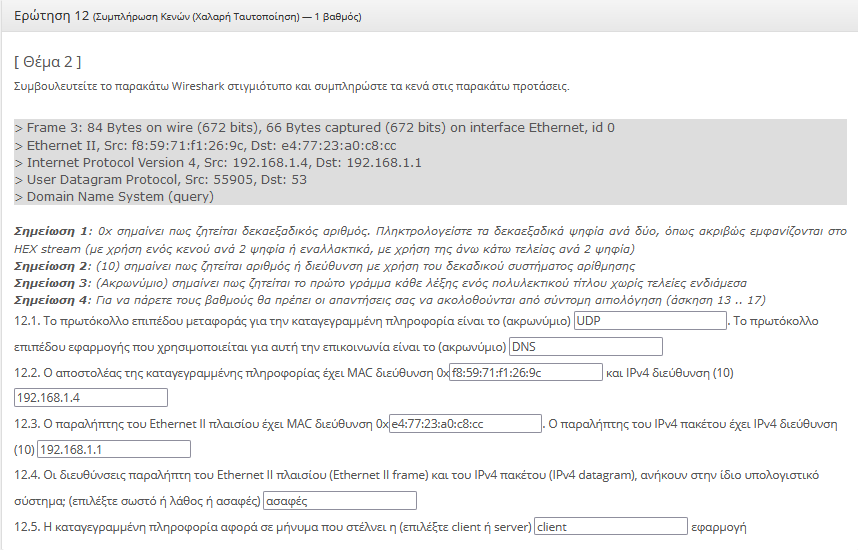 Ερώτηση 12 (Συμπλήρωση Κενών (Χαλαρή Ταυτοποίηση) — 1 βαθμός)
[ Θέμα 2 ]
Συμβουλευτείτε το παρακάτω Wireshark στιγμιότυπο και συμπληρώστε τα κενά στις παρακάτω προτάσεις.
> Frame 3: 84 Bytes on wire (672 bits), 66 Bytes captured (672 bits) on interface Ethernet, id 0
> Ethernet II, Src: f8:59:71:f1:26:9c, Dst: e4:77:23:a0:c8:cc
> Internet Protocol Version 4, Src: 192.168.1.4, Dst: 192.168.1.1
> User Datagram Protocol, Src: 55905, Dst: 53
> Domain Name System (query)
Σημείωση 1: 0x σημαίνει πως ζητείται δεκαεξαδικός αριθμός. Πληκτρολογείστε τα δεκαεξαδικά ψηφία ανά δύο, όπως ακριβώς εμφανίζονται στο
HEX stream (με χρήση ενός κενού ανά 2 ψηφία ή εναλλακτικά, με χρήση της άνω κάτω τελείας ανά 2 ψηφία)
Σημείωση 2: (10) σημαίνει πως ζητείται αριθμός ή διεύθυνση με χρήση του δεκαδικού συστήματος αρίθμησης
Σημείωση 3: (Ακρωνύμιο) σημαίνει πως ζητείται το πρώτο γράμμα κάθε λέξης ενός πολυλεκτικού τίτλου χωρίς τελείες ενδιάμεσα
Σημείωση 4: Για να πάρετε τους βαθμούς θα πρέπει οι απαντήσεις σας να ακολουθούνται από σύντομη αιτιολόγηση (άσκηση 13 .. 17)
12.1. Το πρωτόκολλο επιπέδου μεταφοράς για την καταγεγραμμένη πληροφορία είναι το (ακρωνύμιο) UDP. Το πρωτόκολλο
επιπέδου εφαρμογής που χρησιμοποιείται για αυτή την επικοινωνία είναι το (ακρωνύμιο) DNS
12.2. Ο αποστολέας της καταγεγραμμένης πληροφορίας έχει MAC διεύθυνση 0xf8:59:71:f1:26:9c και IPv4 διεύθυνση (10)
192.168.1.4
12.3. Ο παραλήπτης του Ethernet II πλαισίου έχει MAC διεύθυνση 0xe4:77:23:a0:c8:cc. Ο παραλήπτης του IPv4 πακέτου έχει IPv4 διεύθυνση
(10) 192.168.1.1
12.4. Οι διευθύνσεις παραλήπτη του Ethernet II πλαισίου (Ethernet II frame) και του IPv4 πακέτου (IPv4 datagram), ανήκουν στην ίδιο υπολογιστικό
σύστημα; (επιλέξτε σωστό ή λάθος ή ασαφές) ασαφές
12.5. Η καταγεγραμμένη πληροφορία αφορά σε μήνυμα που στέλνει η (επιλέξτε client ή server) client εφαρμογή